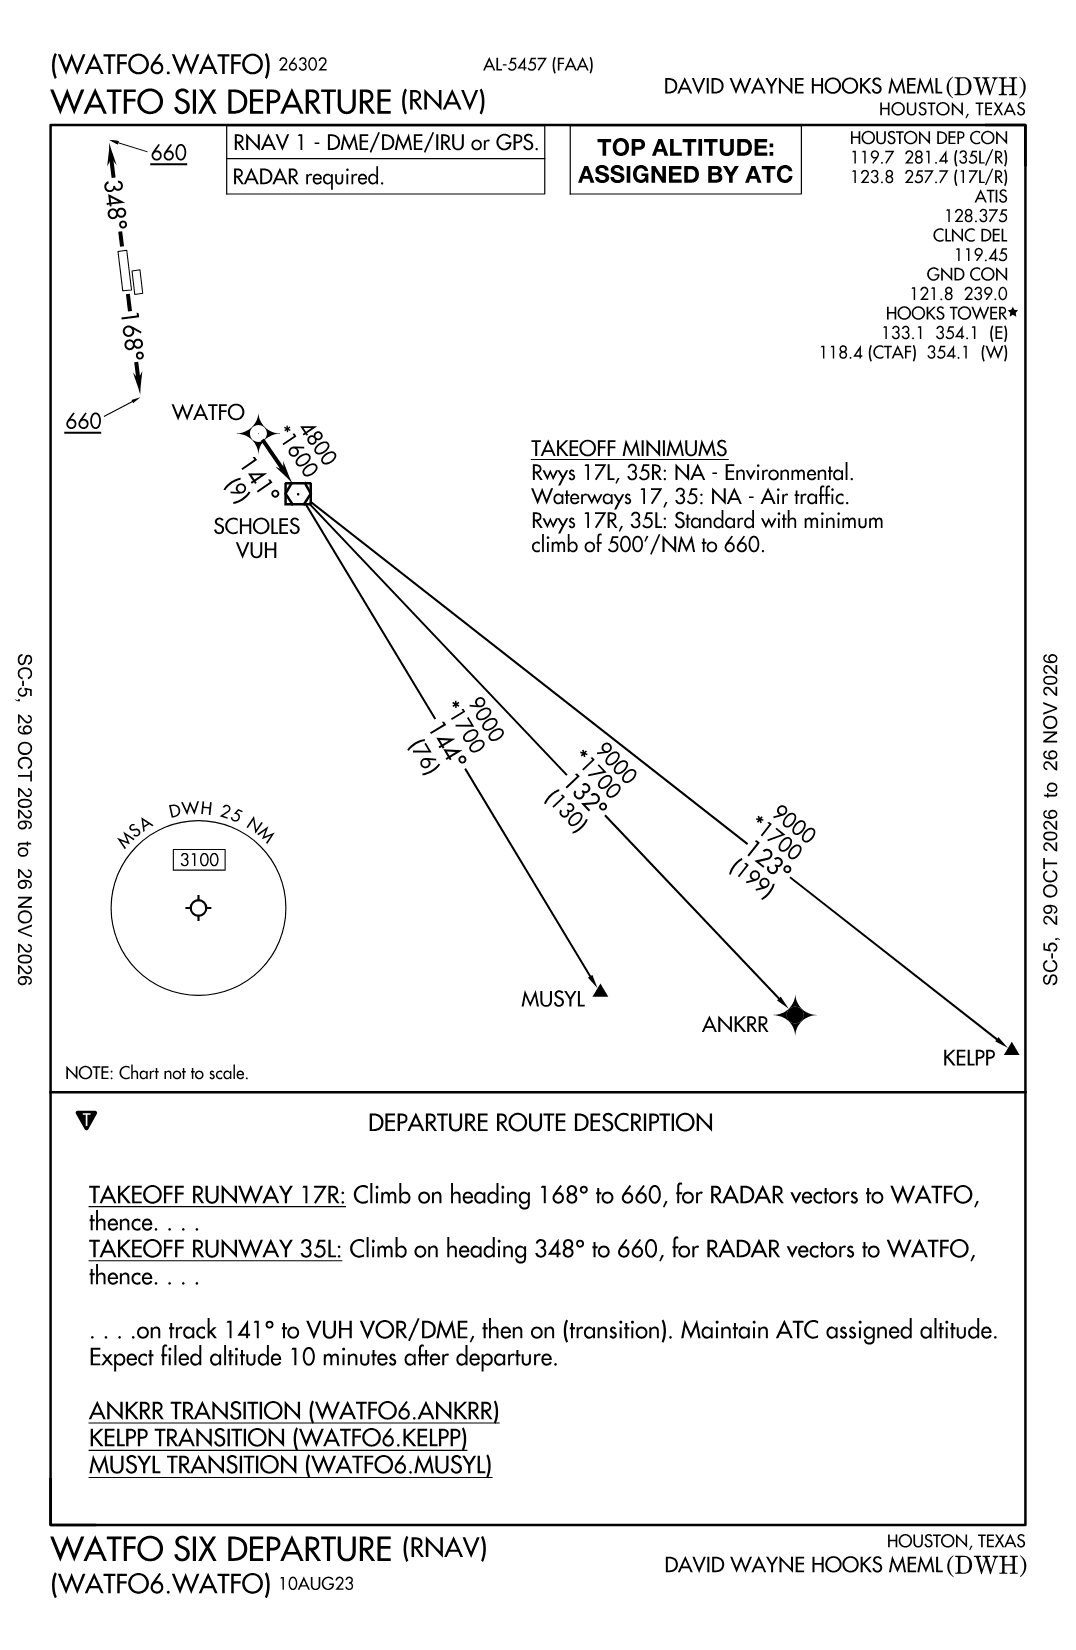 (WATFO6.WATFO) 26302
AL-5457 (FAA)
WATFO SIX DEPARTURE (RNAV)
DAVID WAYNE HOOKS MEML (DWH)
HOUSTON, TEXAS
RNAV 1 - DME/DME/IRU or GPS.
RADAR required.
TOP ALTITUDE:
ASSIGNED BY ATC
HOUSTON DEP CON
119.7 281.4 (35L/R)
123.8 257.7 (17L/R)
ATIS
128.375
CLNC DEL
119.45
GND CON
121.8 239.0
HOOKS TOWER★
133.1 354.1 (E)
118.4 (CTAF) 354.1 (W)
660
348°
168°
660
WATFO
4800
*1600
141°
(9)
SCHOLES
VUH
TAKEOFF MINIMUMS
Rwys 17L, 35R: NA - Environmental.
Waterways 17, 35: NA - Air traffic.
Rwys 17R, 35L: Standard with minimum
climb of 500'/NM to 660.
9000
*1700
144°
(76)
9000
*1700
132°
(130)
9000
*1700
123°
(199)
MSA DWH 25 NM
3100
MUSYL
ANKRR
KELPP
NOTE: Chart not to scale.
SC-5, 29 OCT 2026 to 26 NOV 2026
SC-5, 29 OCT 2026 to 26 NOV 2026
T
DEPARTURE ROUTE DESCRIPTION
TAKEOFF RUNWAY 17R: Climb on heading 168° to 660, for RADAR vectors to WATFO,
thence. . . .
TAKEOFF RUNWAY 35L: Climb on heading 348° to 660, for RADAR vectors to WATFO,
thence. . . .
. . . .on track 141° to VUH VOR/DME, then on (transition). Maintain ATC assigned altitude.
Expect filed altitude 10 minutes after departure.
ANKRR TRANSITION (WATFO6.ANKRR)
KELPP TRANSITION (WATFO6.KELPP)
MUSYL TRANSITION (WATFO6.MUSYL)
WATFO SIX DEPARTURE (RNAV)
(WATFO6.WATFO) 10AUG23
HOUSTON, TEXAS
DAVID WAYNE HOOKS MEML (DWH)